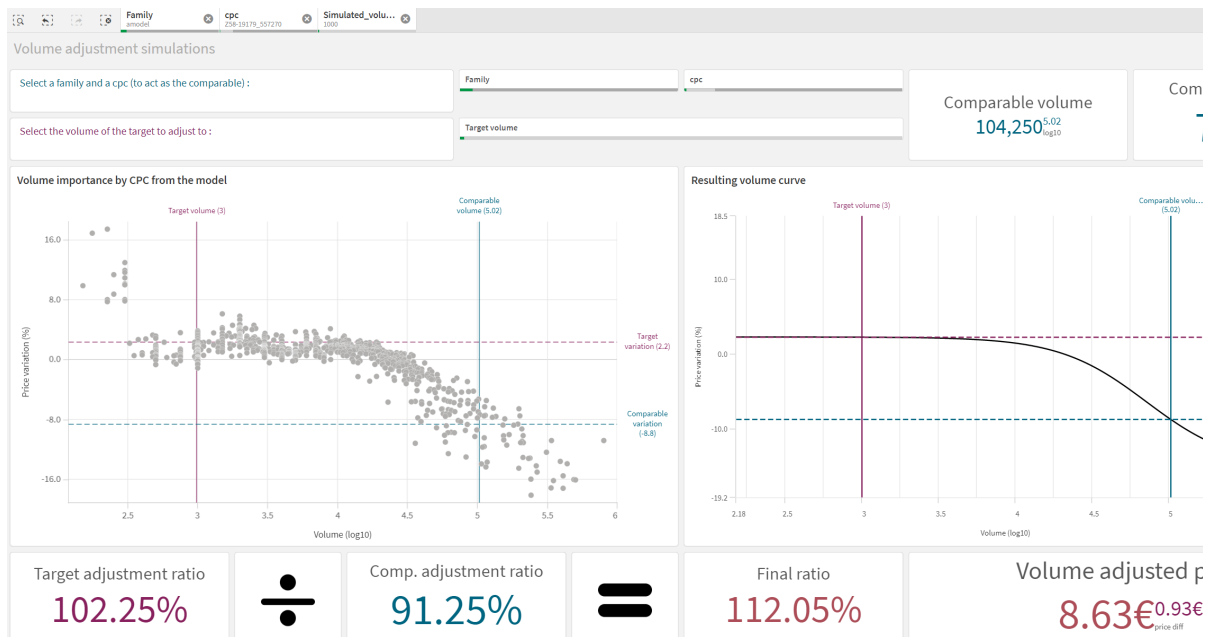 Family
amodel
cpc
258-19179_557270
Simulated_volu...
1000
Volume adjustment simulations
Select a family and a cpc (to act as the comparable) :
Family
cpc
Select the volume of the target to adjust to :
Target volume
Comparable volume
104,250 5.02
log10
Com
Volume importance by CPC from the model
Target volume (3)
Comparable
volume (5.02)
16.0
8.0
0.0
-8.0
-16.0
Price variation (%)
Target
variation (2.2)
Comparable
variation
(-8.8)
2.5
3
3.5
4
4.5
5
5.5
6
Volume (log10)
Resulting volume curve
Target volume (3)
Comparable volu...
(5.02)
18.5
10.0
0.0
-10.0
-19.2
Price variation (%)
2.18
2.5
3
3.5
4
4.5
5
Volume (log10)
Target adjustment ratio
102.25%
÷
Comp. adjustment ratio
91.25%
=
Final ratio
112.05%
Volume adjusted p
8.63€ 0.93€
price diff